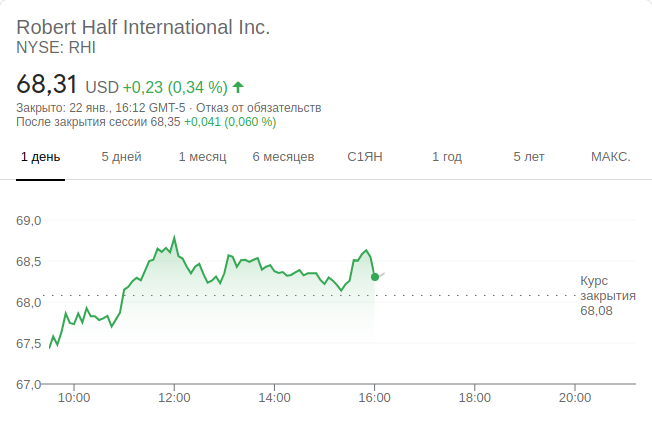 Robert Half International Inc.
NYSE: RHI
68,31 USD +0,23 (0,34 %)
Закрыто: 22 янв., 16:12 GMT-5 · Отказ от обязательств
После закрытия сессии 68,35 +0,041 (0,060 %)
1 день 5 дней 1 месяц 6 месяцев С1ЯН 1 год 5 лет МАКС.
69,0
68,5
68,0
67,5
67,0
Курс
закрытия
68,08
10:00 12:00 14:00 16:00 18:00 20:00